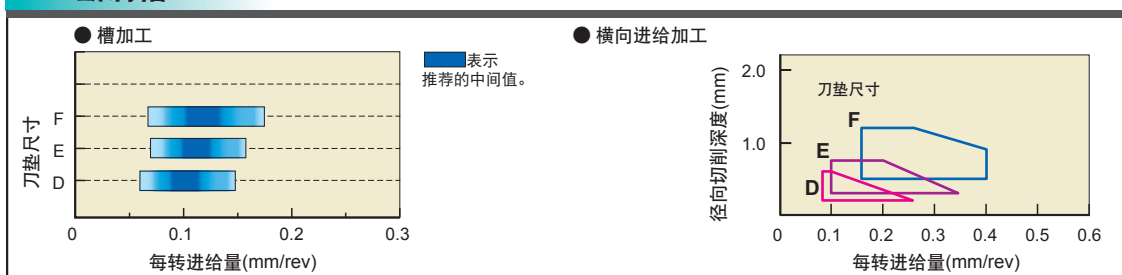 ● 槽加工
表示
推荐的中间值。
刀垫尺寸
F
E
D
0
0.1
0.2
0.3
每转进给量(mm/rev)
● 横向进给加工
径向切削深度(mm)
2.0
1.0
刀垫尺寸
F
E
D
0
0.1
0.2
0.3
0.4
0.5
0.6
每转进给量(mm/rev)